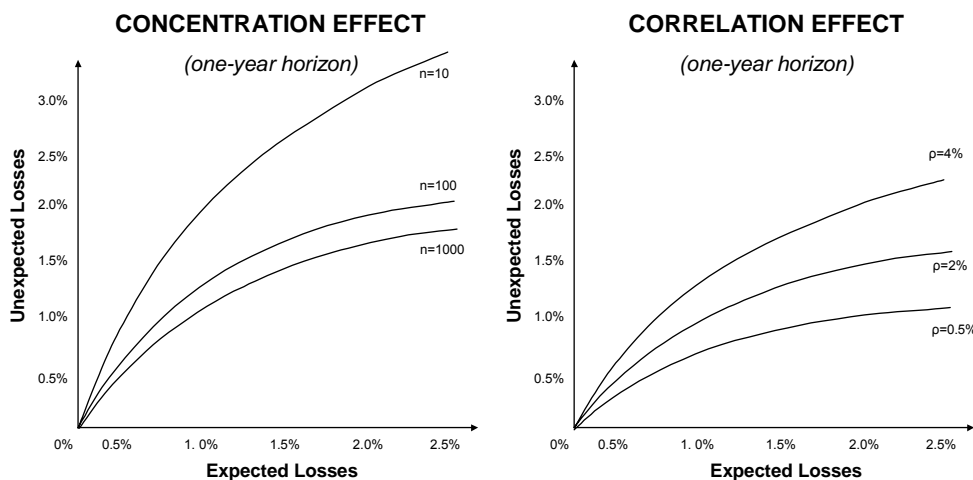 CONCENTRATION EFFECT
(one-year horizon)
n=10
n=100
n=1000
Unexpected Losses
3.0%
2.5%
2.0%
1.5%
1.0%
0.5%
0% 0.5% 1. 0% 1.5% 2.0% 2.5%
Expected Losses
CORRELATION EFFECT
(one-year horizon)
ρ=4%
ρ=2%
ρ=0.5%
Unexpected Losses
3.0%
2.5%
2.0%
1.5%
1.0%
0.5%
0% 0.5% 1. 0% 1.5% 2.0% 2.5%
Expected Losses